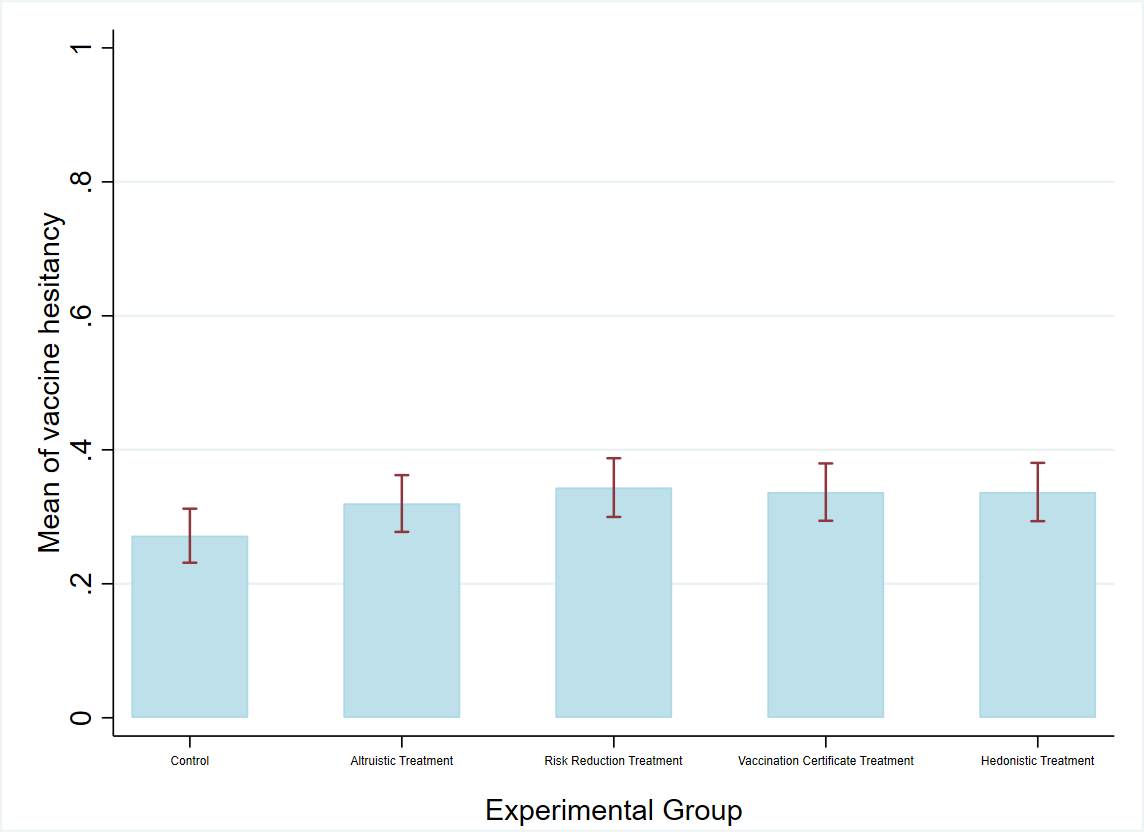 Mean of vaccine hesitancy
1
.8
.6
.4
.2
0
Control Altruistic Treatment Risk Reduction Treatment Vaccination Certificate Treatment Hedonistic Treatment
Experimental Group